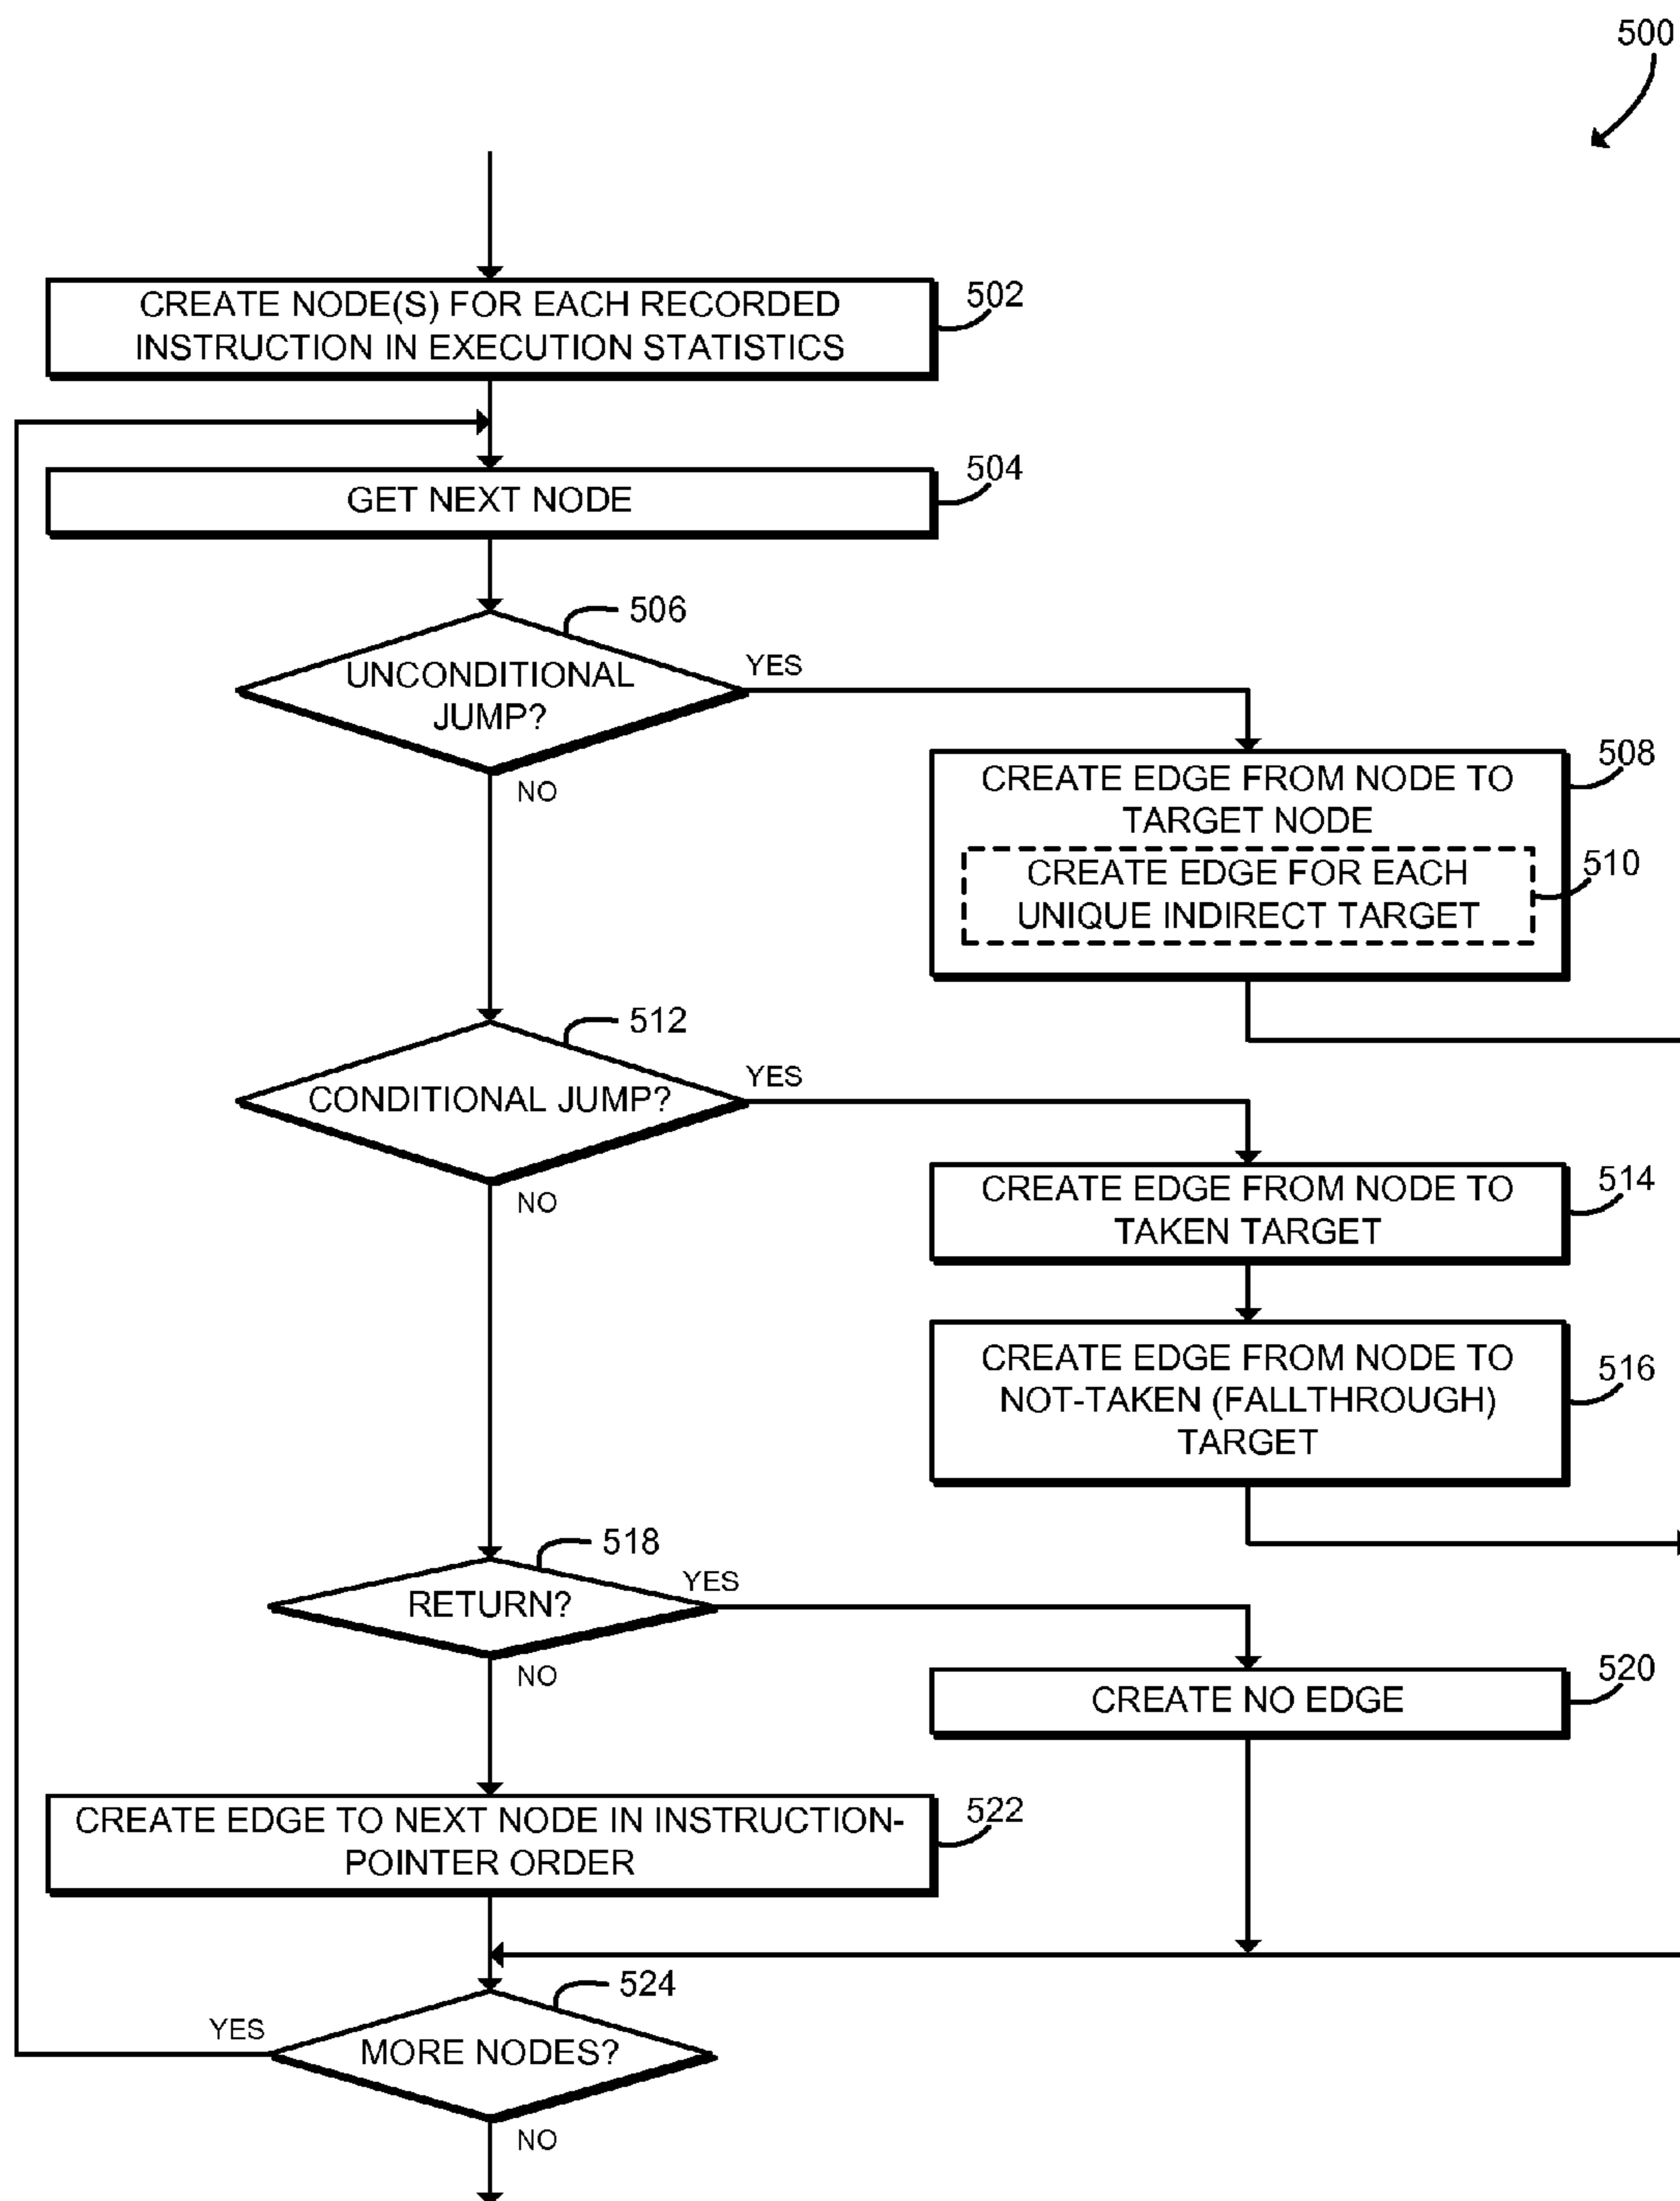 500
CREATE NODE(S) FOR EACH RECORDED
INSTRUCTION IN EXECUTION STATISTICS
502
GET NEXT NODE
504
506
UNCONDITIONAL
JUMP?
YES
NO
CREATE EDGE FROM NODE TO
TARGET NODE
508
CREATE EDGE FOR EACH
UNIQUE INDIRECT TARGET
510
512
CONDITIONAL JUMP?
YES
NO
CREATE EDGE FROM NODE TO
TAKEN TARGET
514
CREATE EDGE FROM NODE TO
NOT-TAKEN (FALLTHROUGH)
TARGET
516
518
RETURN?
YES
NO
CREATE NO EDGE
520
CREATE EDGE TO NEXT NODE IN INSTRUCTION-
POINTER ORDER
522
524
YES
MORE NODES?
NO